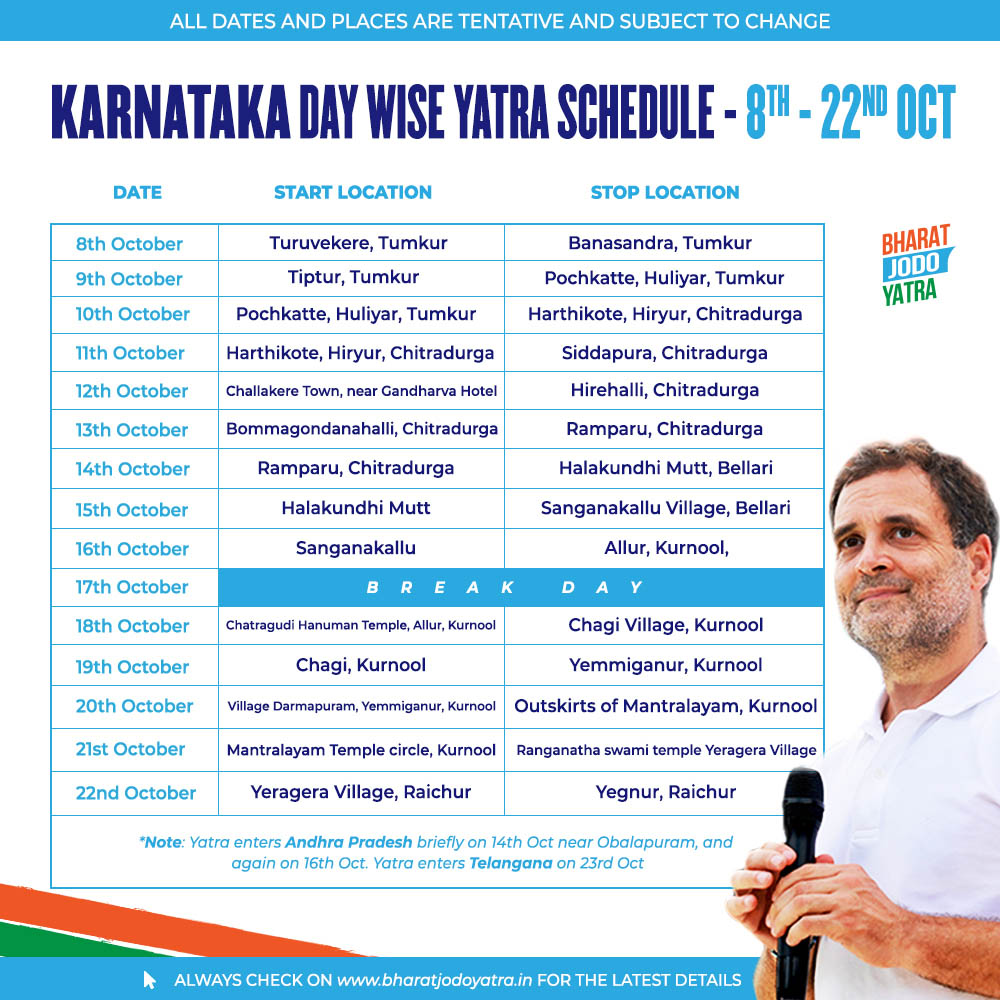 ALL DATES AND PLACES ARE TENTATIVE AND SUBJECT TO CHANGE
KARNATAKA DAY WISE YATRA SCHEDULE - 8TH - 22ND OCT
DATE START LOCATION STOP LOCATION
8th October Turuvekere, Tumkur Banasandra, Tumkur
9th October Tiptur, Tumkur Pochkatte, Huliyar, Tumkur
10th October Pochkatte, Huliyar, Tumkur Harthikote, Hiryur, Chitradurga
11th October Harthikote, Hiryur, Chitradurga Siddapura, Chitradurga
12th October Challakere Town, near Gandharva Hotel Hirehalli, Chitradurga
13th October Bommagondanahalli, Chitradurga Ramparu, Chitradurga
14th October Ramparu, Chitradurga Halakundhi Mutt, Bellari
15th October Halakundhi Mutt Sanganakallu Village, Bellari
16th October Sanganakallu Allur, Kurnool,
17th October BREAK DAY
18th October Chatragudi Hanuman Temple, Allur, Kurnool Chagi Village, Kurnool
19th October Chagi, Kurnool Yemmiganur, Kurnool
20th October Village Darmapuram, Yemmiganur, Kurnool Outskirts of Mantralayam, Kurnool
21st October Mantralayam Temple circle, Kurnool Ranganatha swami temple Yeragera Village
22nd October Yeragera Village, Raichur Yegnur, Raichur
*Note: Yatra enters Andhra Pradesh briefly on 14th Oct near Obalapuram, and
again on 16th Oct. Yatra enters Telangana on 23rd Oct
BHARAT
JODO
YATRA
ALWAYS CHECK ON www.bharatjodoyatra.in FOR THE LATEST DETAILS